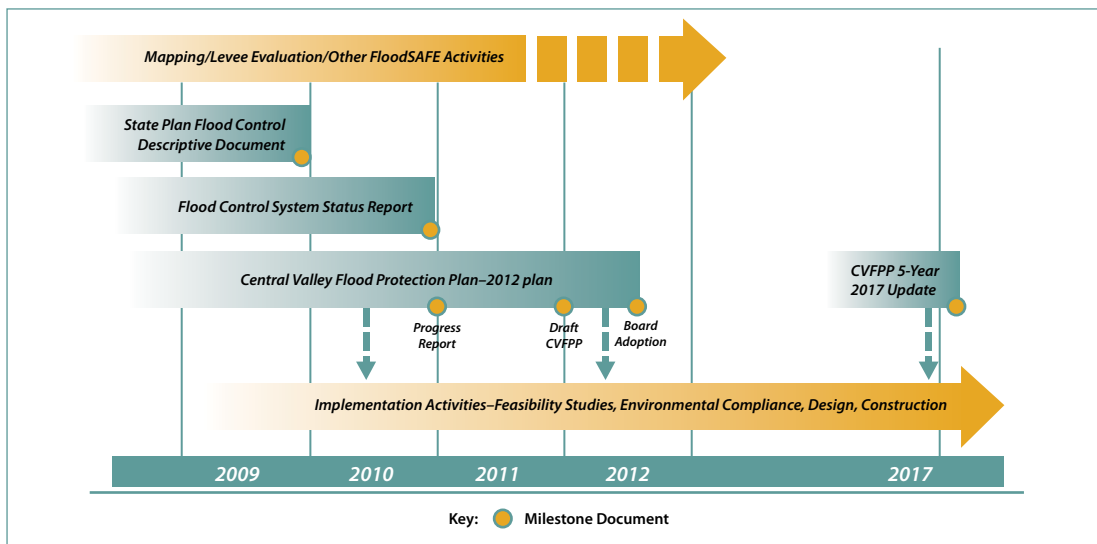 Mapping/Levee Evaluation/Other FloodSAFE Activities
State Plan Flood Control
Descriptive Document
Flood Control System Status Report
Central Valley Flood Protection Plan–2012 plan
CVFPP 5-Year
2017 Update
Progress
Report
Draft
CVFPP
Board
Adoption
Implementation Activities–Feasibility Studies, Environmental Compliance, Design, Construction
2009 2010 2011 2012 2017
Key: Milestone Document